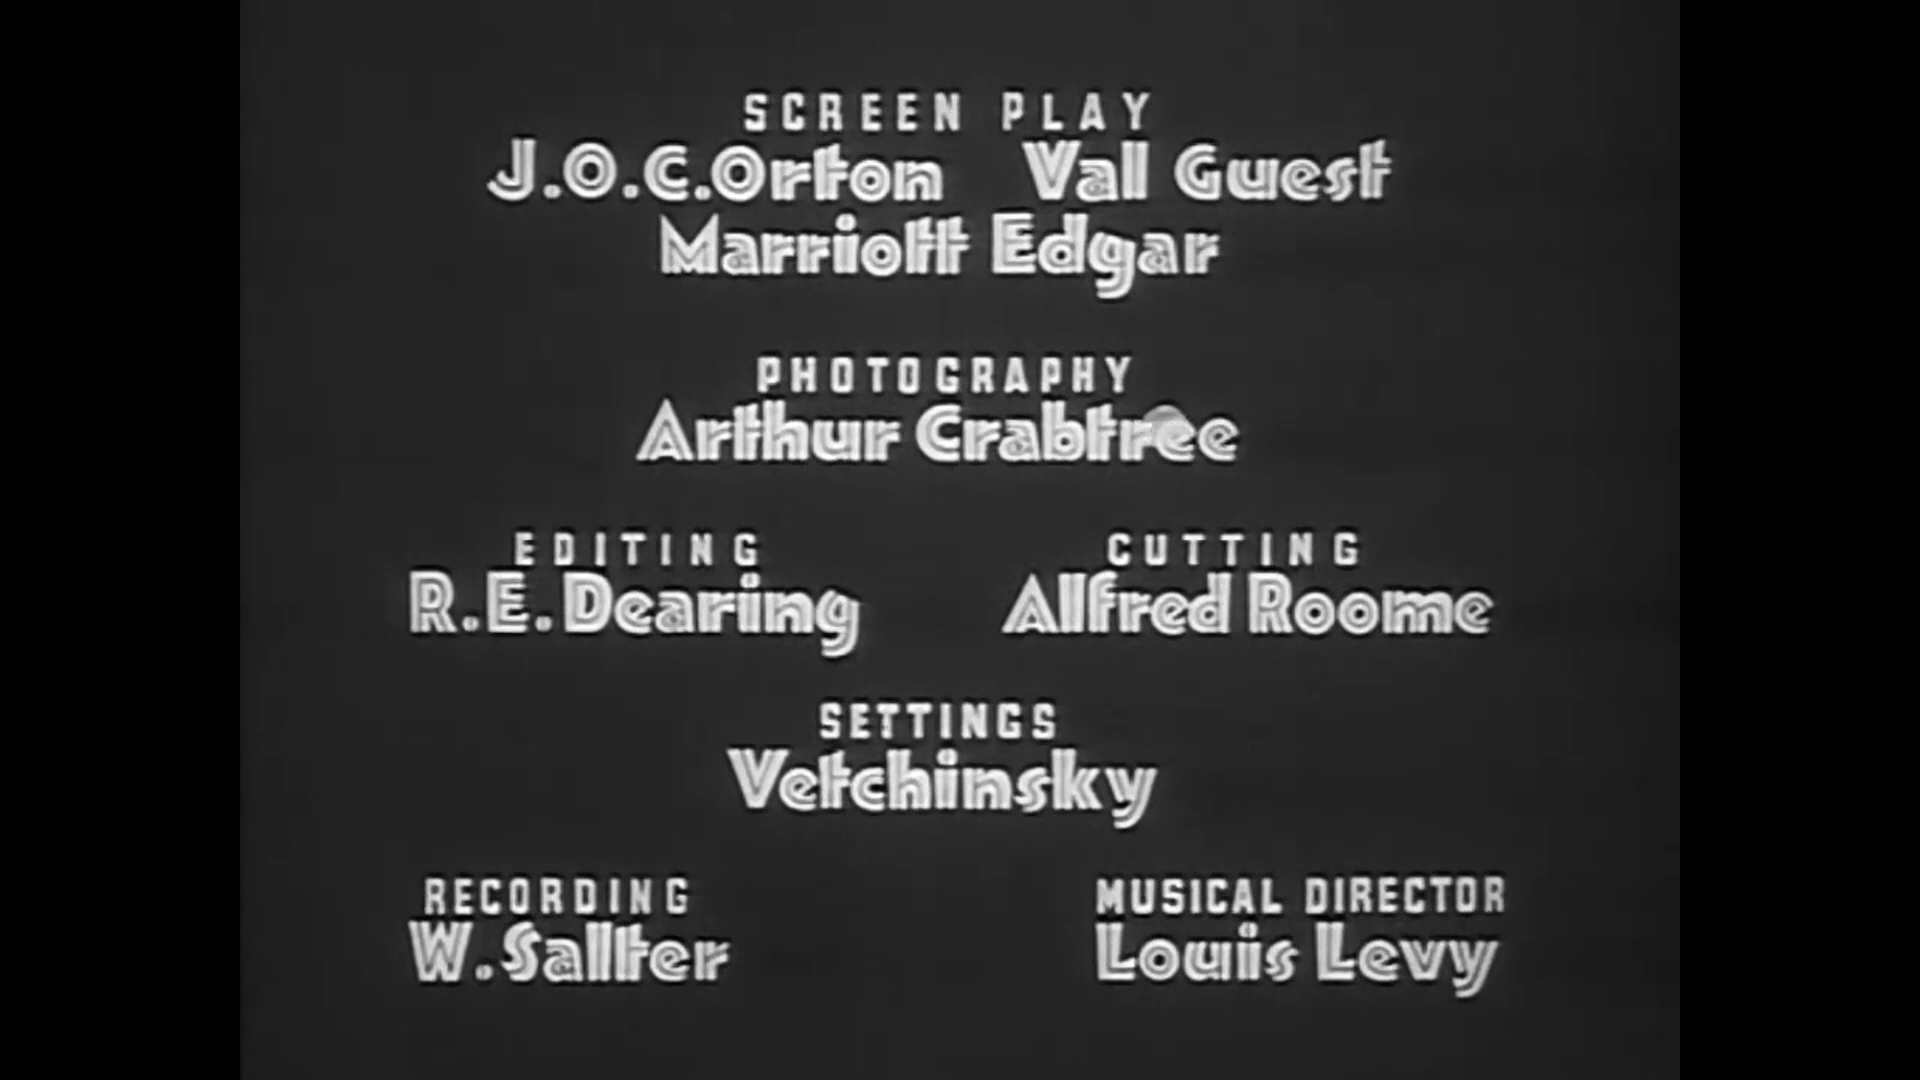 SCREEN PLAY
J.O.C.Orton Val Guest
Marriott Edgar
PHOTOGRAPHY
Arthur Crabtree
EDITING CUTTING
R.E.Dearing Alfred Roome
SETTINGS
Vetchinsky
RECORDING MUSICAL DIRECTOR
W.Sallter Louis Levy